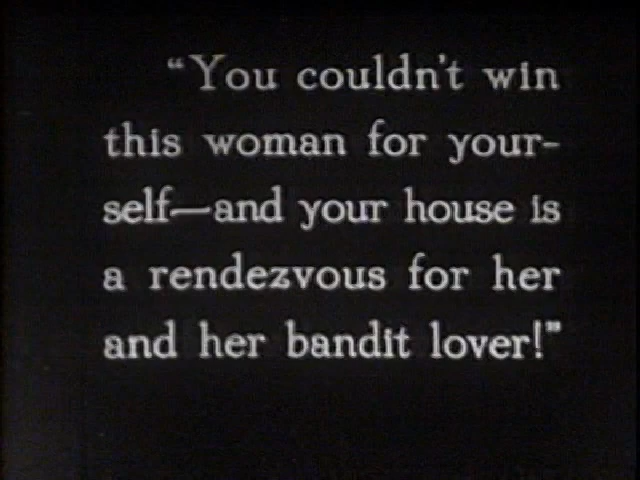 “You couldn't win
this woman for your-
self—and your house is
a rendezvous for her
and her bandit lover!”